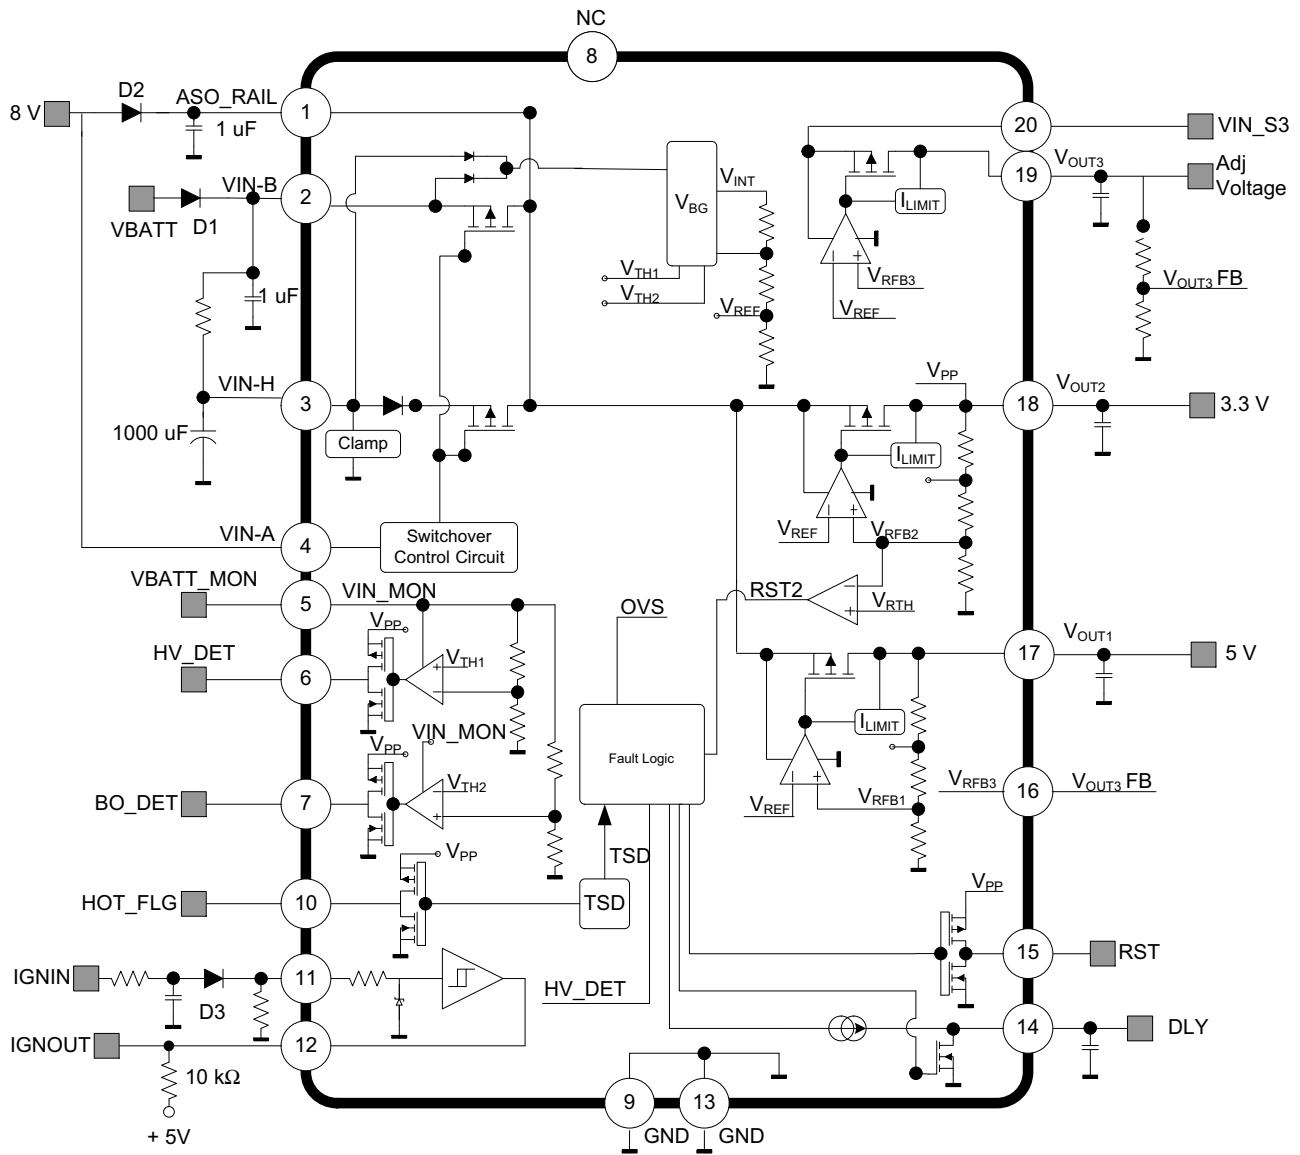 NC
8
D2
8 V
ASO_RAIL
1
1 uF
20
VIN_S3
VOUT3
19
Adj
Voltage
VIN-B
2
VBATT
D1
VINT
VBG
ILIMIT
VTH1
VTH2
VREF
VRFB3
VREF
VOUT3 FB
1 uF
VIN-H
3
VPP
18
VOUT2
3.3 V
1000 uF
Clamp
ILIMIT
VIN-A
4
Switchover
Control Circuit
VREF
VRFB2
VBATT_MON
5
VIN_MON
RST2
VRTH
OVS
VPP
HV_DET
6
VTH1
17
VOUT1
5 V
VIN_MON
VPP
ILIMIT
Fault Logic
BO_DET
7
VTH2
VREF
VRFB1
VRFB3
16
VOUT3 FB
VPP
TSD
HOT_FLG
10
TSD
VPP
15
RST
IGNIN
D3
11
HV_DET
14
DLY
IGNOUT
12
10 kΩ
+ 5V
9
13
GND
GND